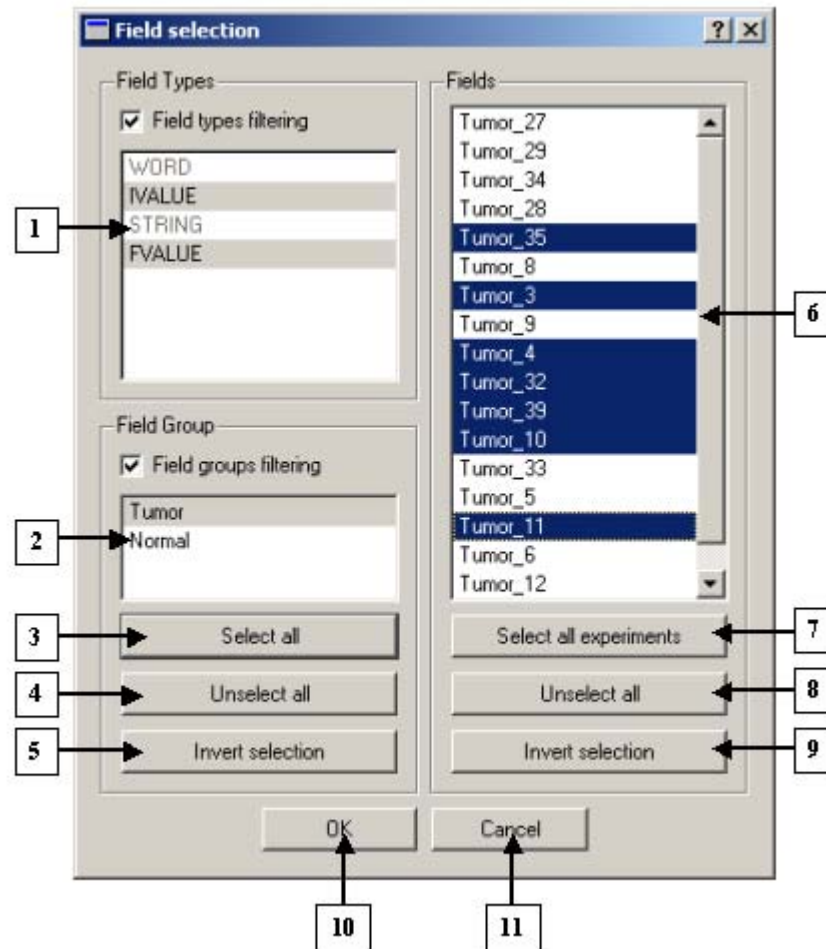 Field selection
Field Types
Field types filtering
WORD
IVALUE
STRING
FVALUE
1
Field Group
Field groups filtering
Tumor
Normal
2
Select all
3
Unselect all
4
Invert selection
5
Fields
Tumor_27
Tumor_29
Tumor_34
Tumor_28
Tumor_35
Tumor_8
Tumor_3
Tumor_9
Tumor_4
Tumor_32
Tumor_39
Tumor_10
Tumor_33
Tumor_5
Tumor_11
Tumor_6
Tumor_12
6
Select all experiments
7
Unselect all
8
Invert selection
9
OK
Cancel
10
11